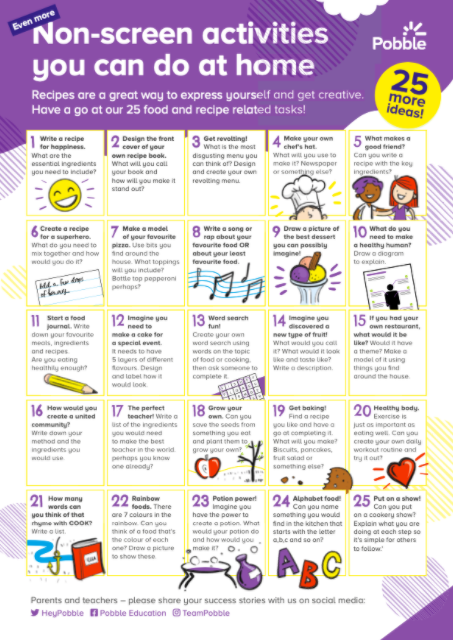 Even more
Non-screen activities
you can do at home
Pobble
Recipes are a great way to express yourself and get creative.
Have a go at our 25 food and recipe related tasks!
25
more
ideas!
1 Write a recipe
for happiness.
What are the
essential ingredients
you need to include?
2 Design the front
cover of your
own recipe book.
What will you call
your book and
how will you make it
stand out?
3 Get revolting!
What is the most
disgusting menu you
can think of? Design
and create your own
revolting menu.
4 Make your own
chef's hat.
What will you use to
make it? Newspaper
or something else?
5 What makes a
good friend?
Can you write a
recipe with the key
ingredients?
6 Create a recipe
for a superhero.
What do you need to
mix together and how
would you do it?
Add a few drops
of bravery...
7 Make a model
of your favourite
pizza. Use bits you
find around the
house. What toppings
will you include?
Bottle top pepperoni
perhaps?
8 Write a song or
rap about your
favourite food OR
about your least
favourite food.
9 Draw a picture of
the best dessert
you can possibly
imagine!
10 What do you
need to make
a healthy human?
Draw a diagram
to explain.
11 Start a food
journal. Write
down your favourite
meals, ingredients
and recipes.
Are you eating
healthily enough?
12 Imagine you
need to
make a cake for
a special event.
It needs to have
5 layers of different
flavours. Design
and label how it
would look.
13 Word search
fun!
Create your own
word search using
words on the topic
of food or cooking,
then ask someone to
complete it.
14 Imagine you
discovered a
new type of fruit!
What would you call
it? What would it look
like and taste like?
Write a description.
15 If you had your
own restaurant,
what would it be
like? Would it have
a theme? Make a
model of it using
things you find
around the house.
16 How would you
create a united
community?
Write down your
method and the
ingredients you
would use.
17 The perfect
teacher! Write a
list of the ingredients
you would need
to make the best
teacher in the world.
perhaps you know
one already?
18 Grow your
own. Can you
save the seeds from
something you eat
and plant them to
grow your own?
19 Get baking!
Find a recipe
you like and have a
go at completing it.
What will you make?
Biscuits, pancakes,
fruit salad or
something else?
20 Healthy body.
Exercise is
just as important as
eating well. Can you
create your own daily
workout routine and
try it out?
21 How many
words can
you think of that
rhyme with COOK?
Write a list.
22 Rainbow
foods. There
are 7 colours in the
rainbow. Can you
think of a food that's
the colour of each
one? Draw a picture
to show these.
23 Potion power!
Imagine you
have the power to
create a potion. What
would your potion do
and how would you
make it?
24 Alphabet food!
Can you name
something you would
find in the kitchen that
starts with the letter
a,b,c and so on?
ABC
25 Put on a show!
Can you put
on a cookery show?
Explain what you are
doing at each step so
it's simple for others
to follow.'
Parents and teachers – please share your success stories with us on social media:
HeyPobble Pobble Education TeamPobble